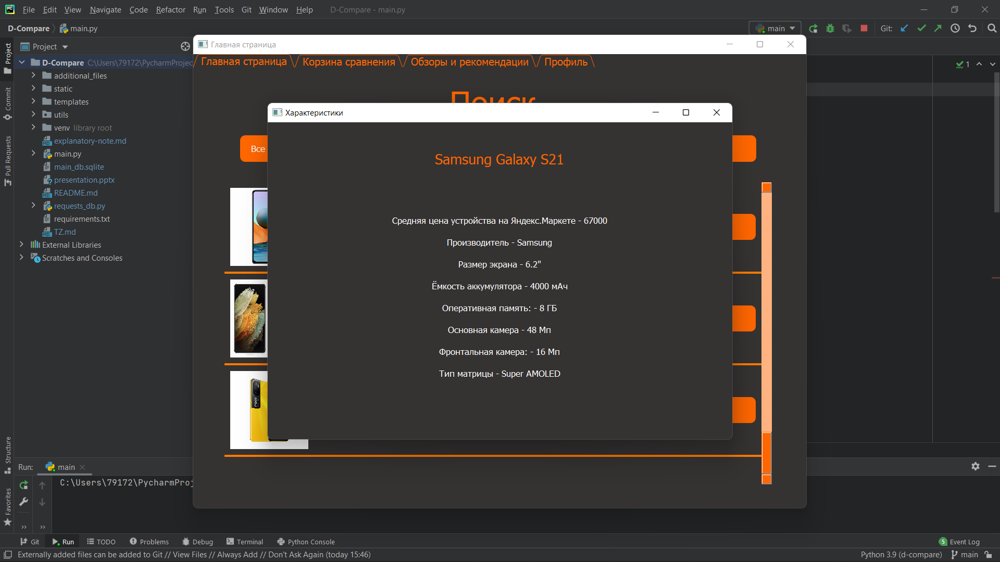 File Edit View Navigate Code Refactor Run Tools Git Window Help D-Compare - main.py
D-Compare main.py
main Git:
Project
Commit
Pull Requests
Structure
Favorites
Project
D-Compare C:\Users\79172\PycharmProjec
additional_files
static
templates
utils
venv library root
explanatory-note.md
main.py
main_db.sqlite
presentation.pptx
README.md
requests_db.py
requirements.txt
TZ.md
External Libraries
Scratches and Consoles
1
Главная страница
Главная страница Корзина сравнения Обзоры и рекомендации Профиль
Поиск
Все
Характеристики
Samsung Galaxy S21
Средняя цена устройства на Яндекс.Маркете - 67000
Производитель - Samsung
Размер экрана - 6.2"
Ёмкость аккумулятора - 4000 мАч
Оперативная память: - 8 ГБ
Основная камера - 48 Мп
Фронтальная камера: - 16 Мп
Тип матрицы - Super AMOLED
POCO
Run: main
C:\Users\79172\PycharmProj
Git Run TODO Problems Debug Terminal Python Console 5 Event Log
Externally added files can be added to Git // View Files // Always Add // Don't Ask Again (today 15:46) Python 3.9 (d-compare) main